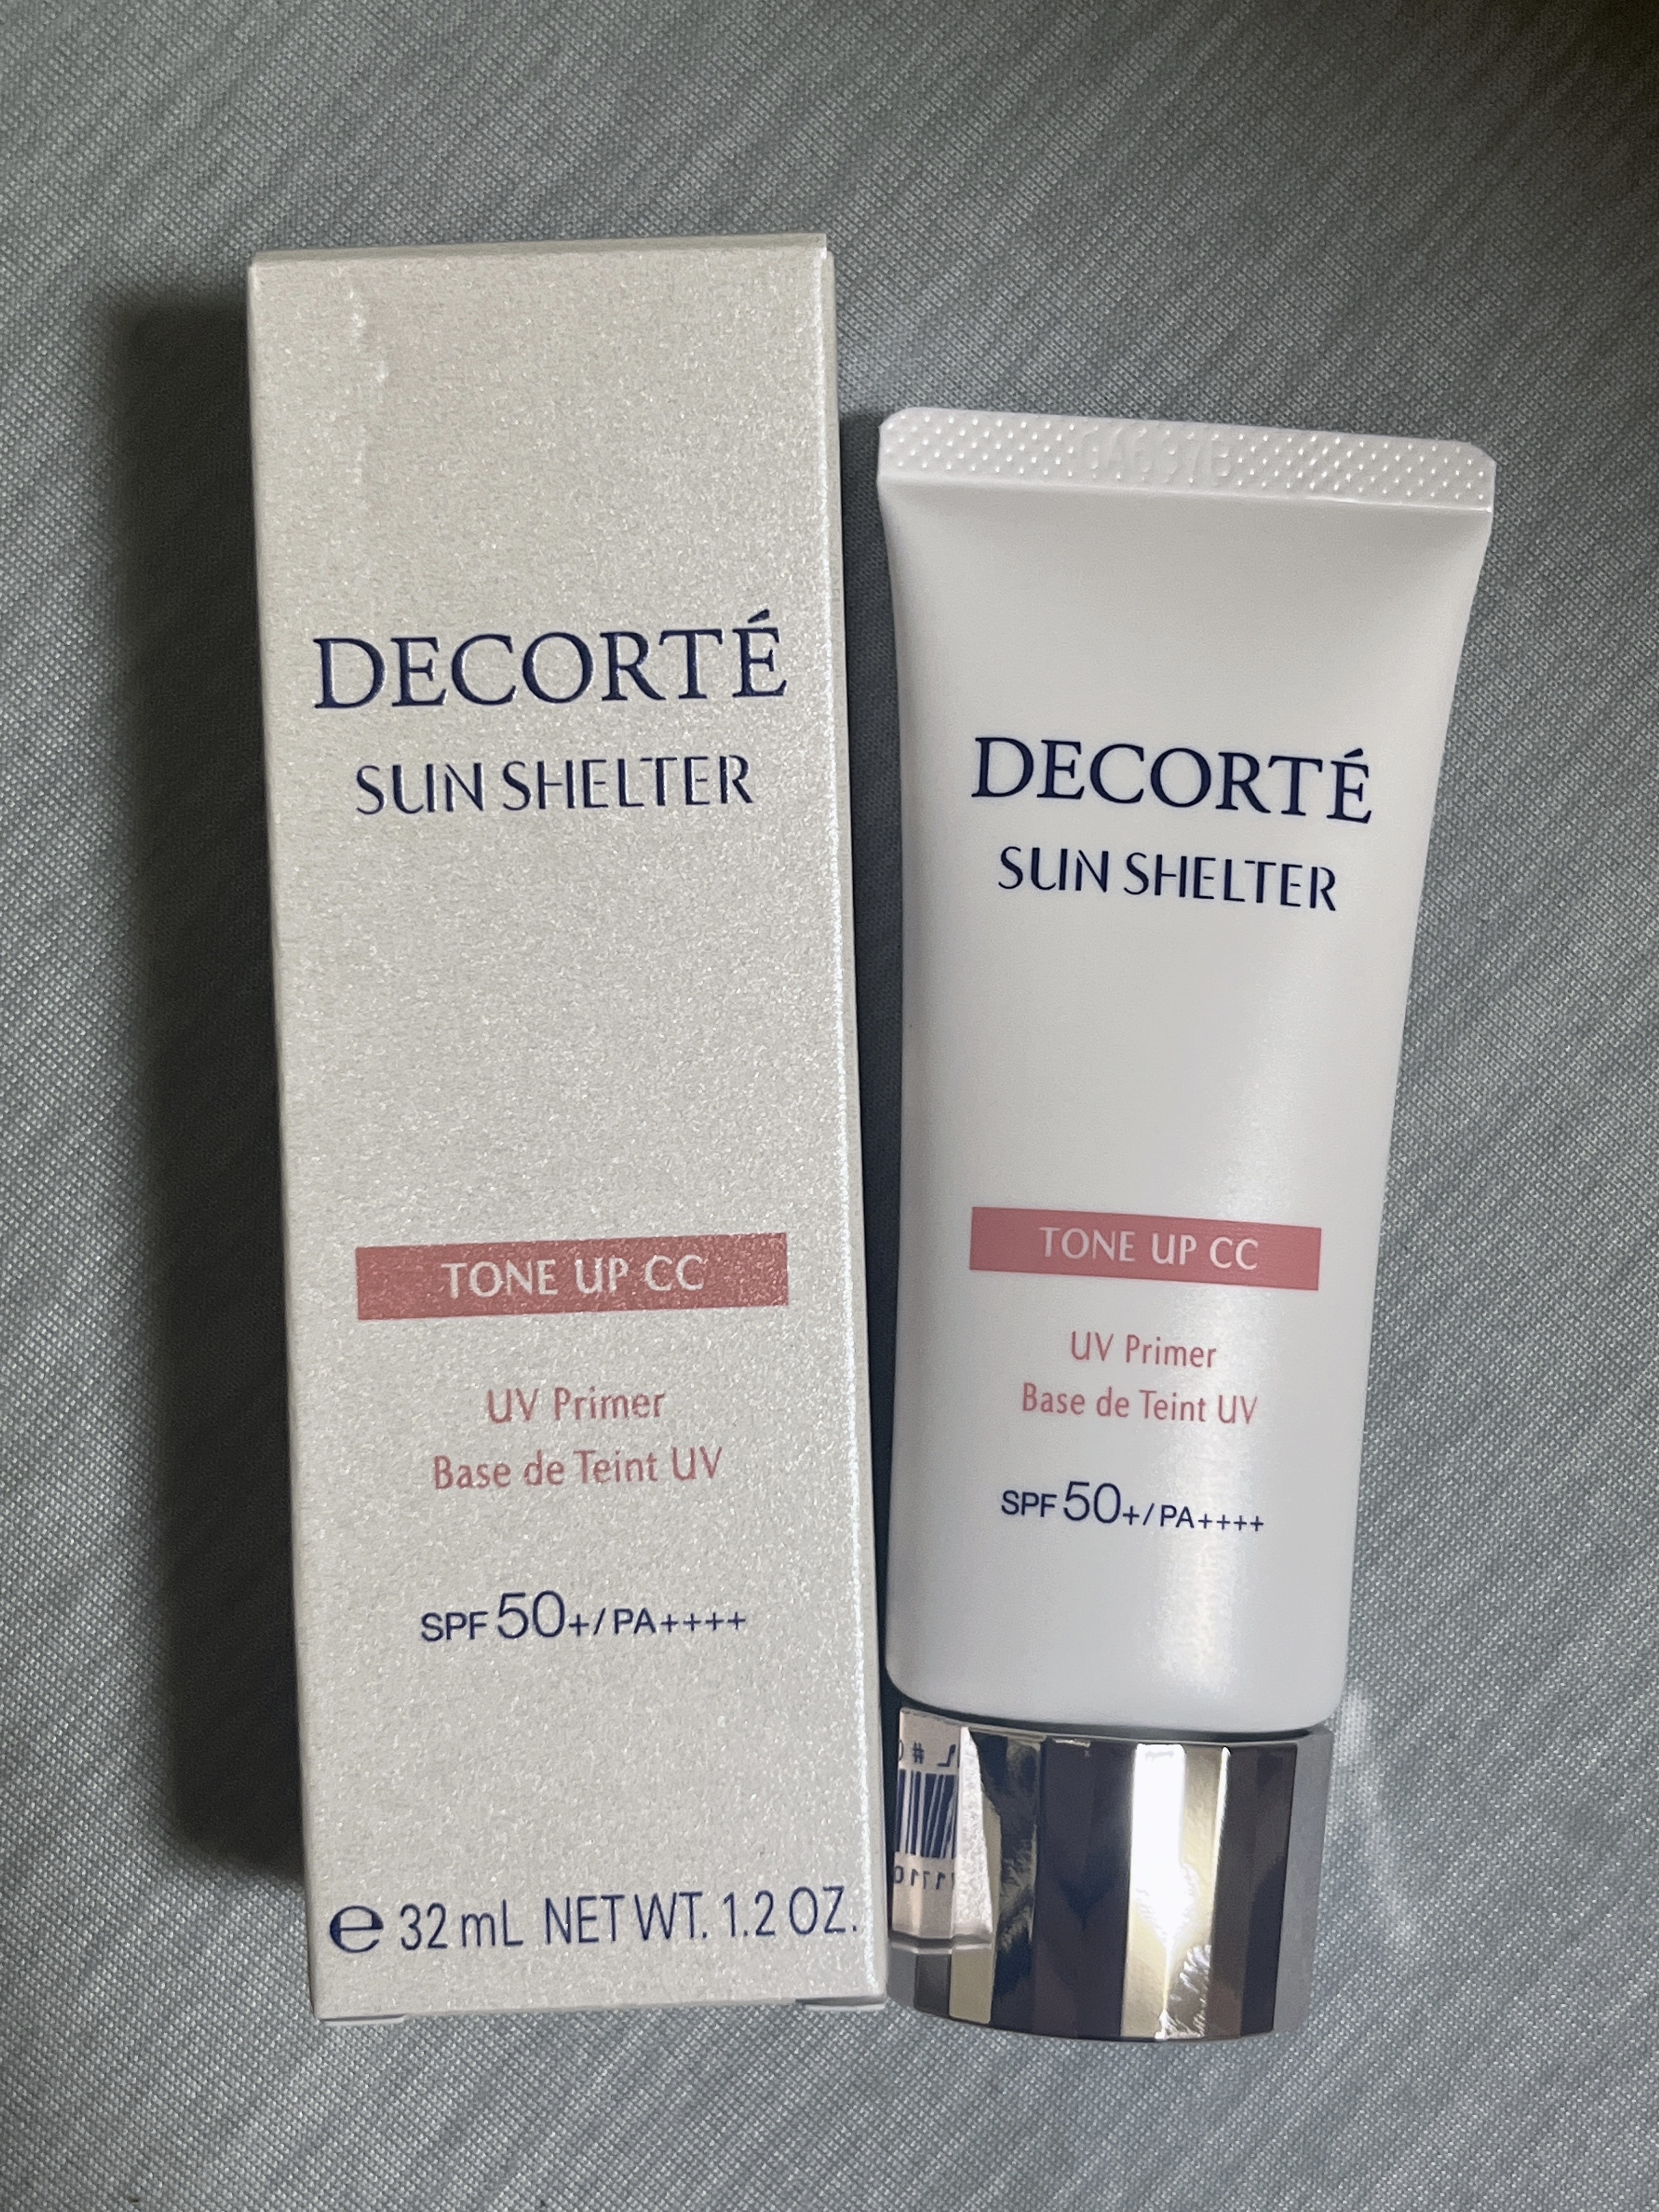 DECORTÉ
SUN SHELTER
TONE UP CC
UV Primer
Base de Teint UV
SPF 50+/PA++++
e 32 mL NET WT. 1.2 OZ.
DECORTÉ
SUN SHELTER
TONE UP CC
UV Primer
Base de Teint UV
SPF 50+/PA++++